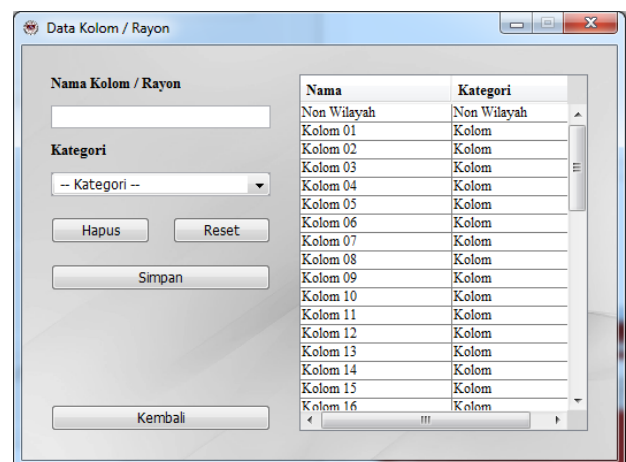 Data Kolom / Rayon
Nama Kolom / Rayon
Kategori
-- Kategori --
Hapus Reset
Simpan
Kembali
Nama Kategori
Non Wilayah Non Wilayah
Kolom 01 Kolom
Kolom 02 Kolom
Kolom 03 Kolom
Kolom 04 Kolom
Kolom 05 Kolom
Kolom 06 Kolom
Kolom 07 Kolom
Kolom 08 Kolom
Kolom 09 Kolom
Kolom 10 Kolom
Kolom 11 Kolom
Kolom 12 Kolom
Kolom 13 Kolom
Kolom 14 Kolom
Kolom 15 Kolom
Kolom 16 Kolom